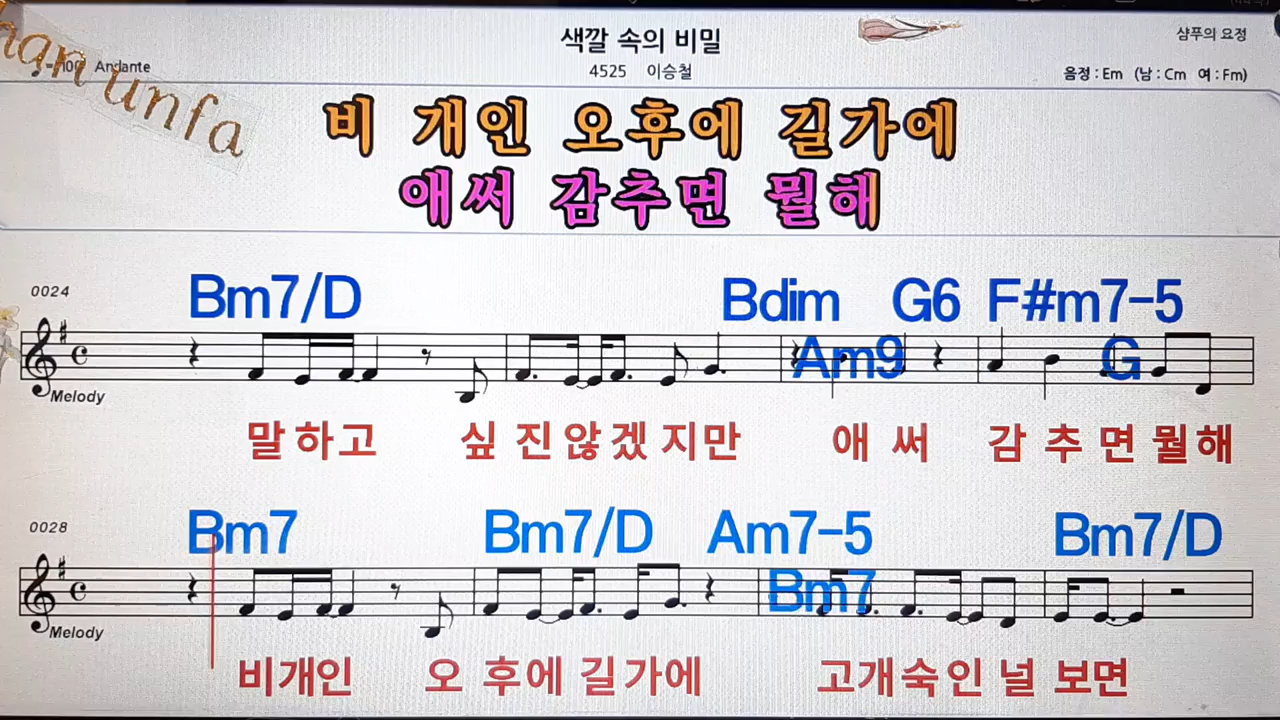 색깔 속의 비밀
샴푸의 요정
4525 이승철
Andante
음정 : Em (남 : Cm 여 : Fm)
han unfa
비 개인 오후에 길가에
애써 감추면 뭘해
0024
Bm7/D Bdim G6 F#m7-5
Am9 G
Melody
말하고 싶진않겠지만 애써 감추면뭘해
0028
Bm7 Bm7/D Am7-5 Bm7/D
Bm7
Melody
비개인 오 후에 길가에 고개숙인 널 보면